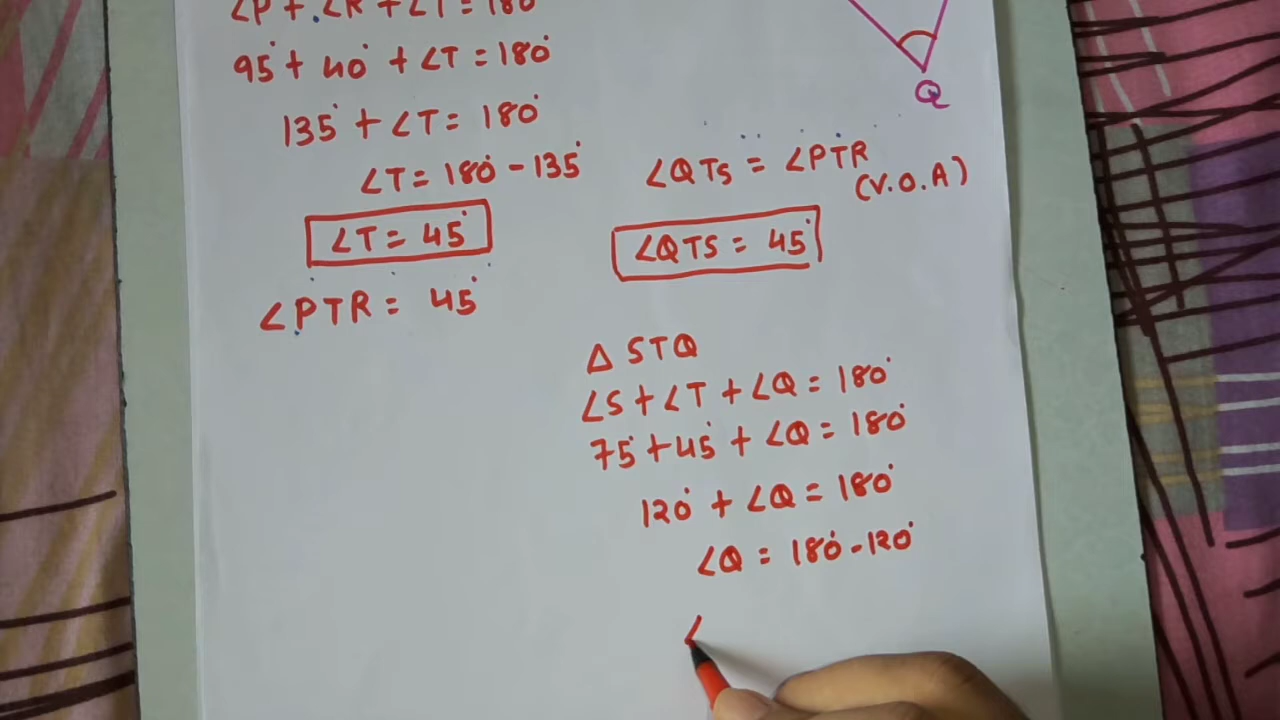 ∠P + ∠R + ∠T = 180°
95° + 40° + ∠T = 180°
135° + ∠T = 180°
∠T = 180° - 135°
∠T = 45°
∠PTR = 45°
Q
∠QTS = ∠PTR
(V.O.A)
∠QTS = 45°
Δ STQ
∠S + ∠T + ∠Q = 180°
75° + 45° + ∠Q = 180°
120° + ∠Q = 180°
∠Q = 180° - 120°
∠